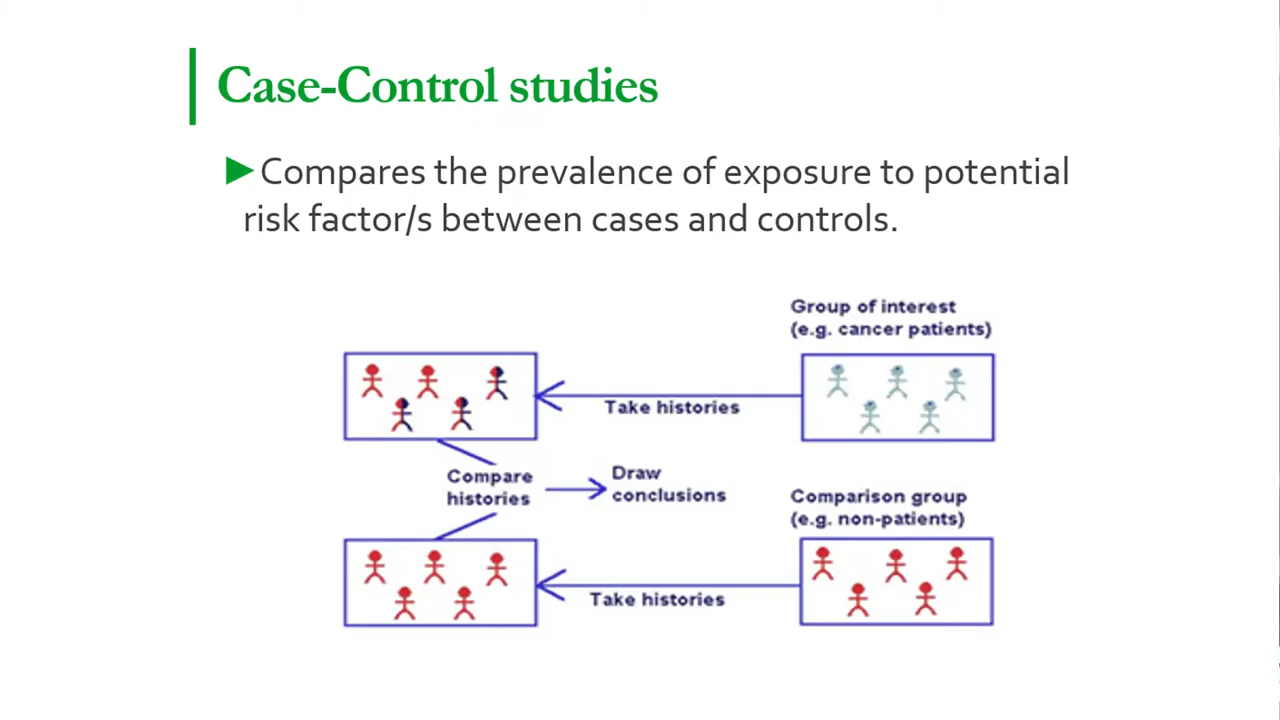 Case-Control studies
►Compares the prevalence of exposure to potential
risk factor/s between cases and controls.
Group of interest
(e.g. cancer patients)
Take histories
Compare
histories
Draw
conclusions
Comparison group
(e.g. non-patients)
Take histories